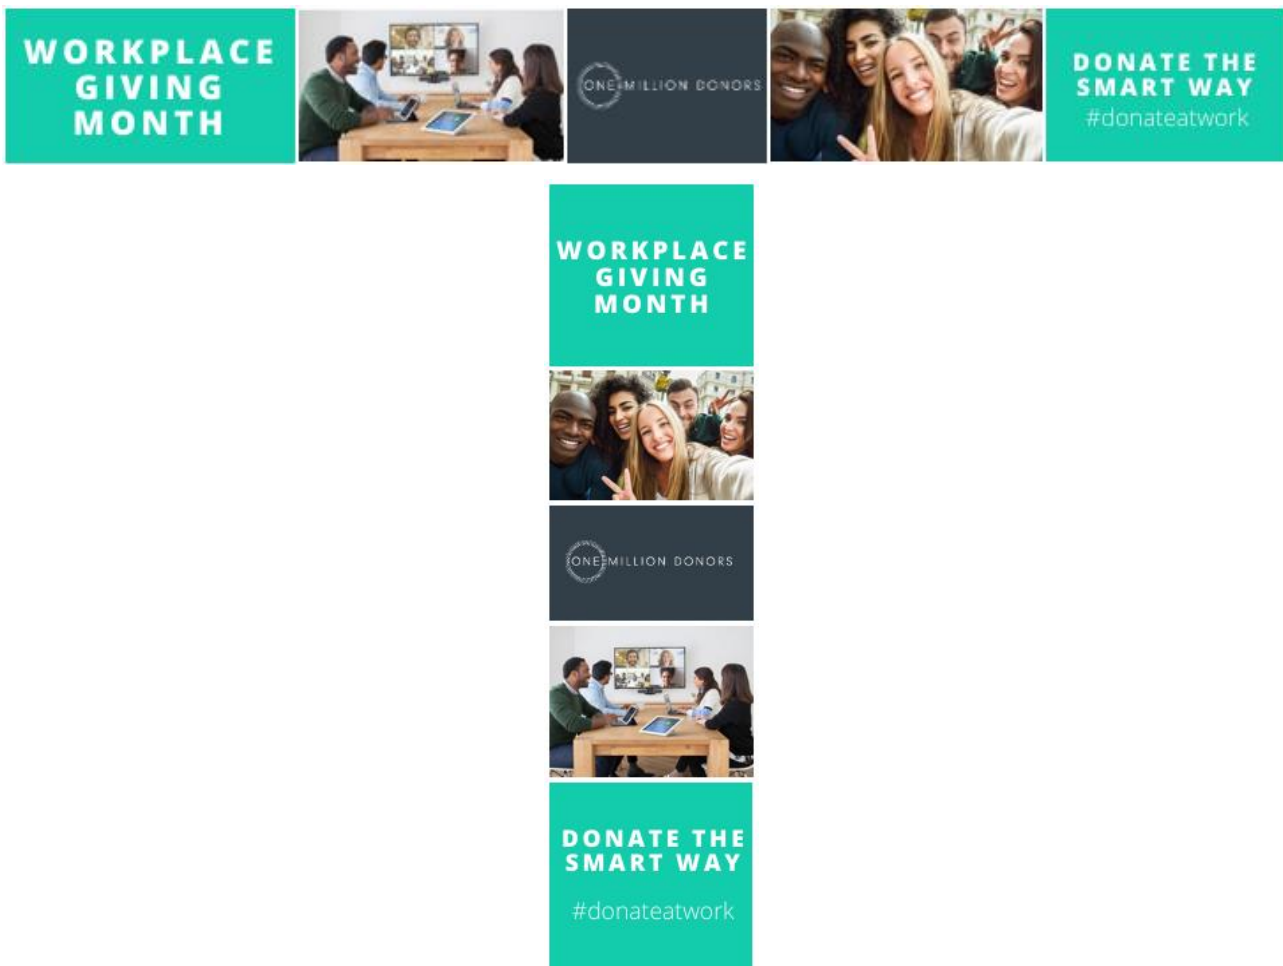 WORKPLACE
GIVING
MONTH
ONE MILLION DONORS
DONATE THE
SMART WAY
#donateatwork
WORKPLACE
GIVING
MONTH
ONE MILLION DONORS
DONATE THE
SMART WAY
#donateatwork